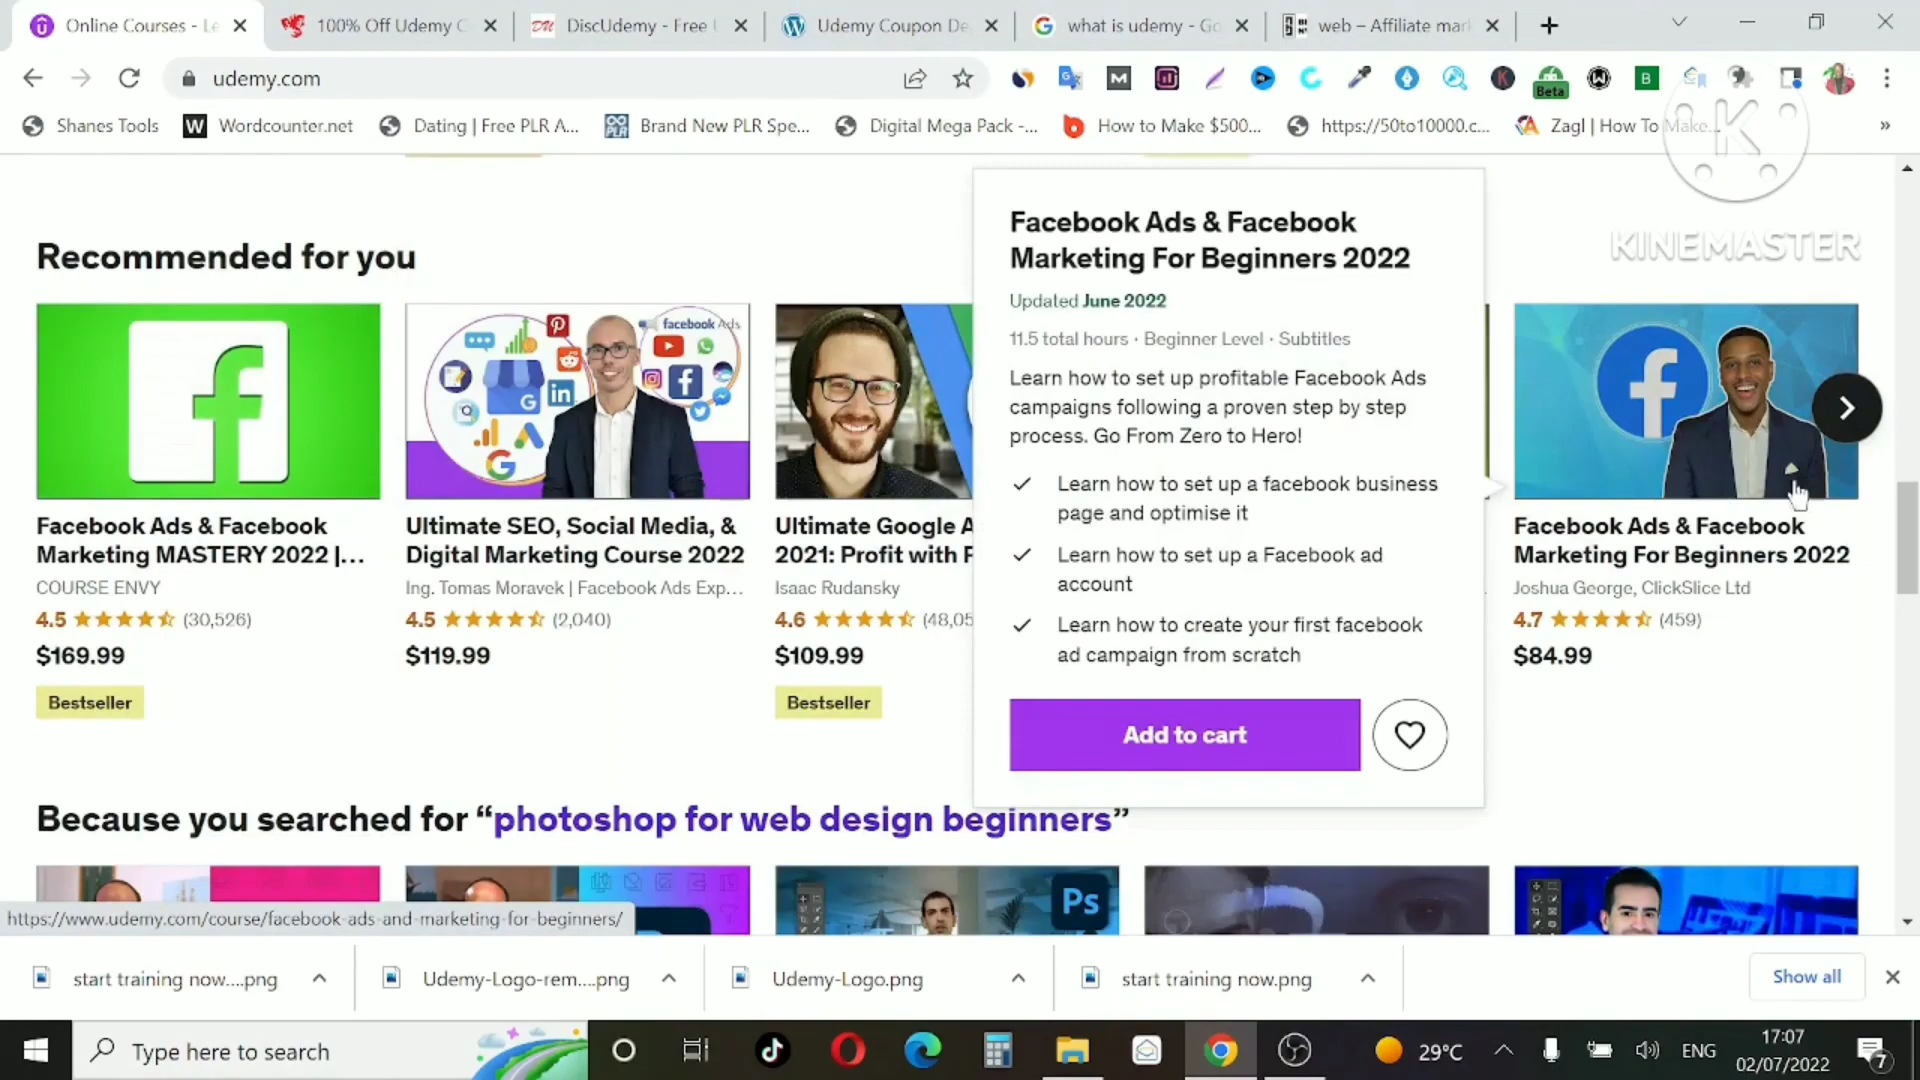 Online Courses - Le
100% Off Udemy C
DiscUdemy - Free U
Udemy Coupon De
what is udemy - Go
web – Affiliate mar
udemy.com
Beta
Shanes Tools
Wordcounter.net
Dating | Free PLR A...
Brand New PLR Spe...
Digital Mega Pack -...
How to Make $500...
https://50to10000.c...
Zagl | How To Make...
»
K
KINEMASTER
Recommended for you
facebook Ads
Facebook Ads & Facebook
Marketing MASTERY 2022 |...
COURSE ENVY
4.5 (30,526)
$169.99
Bestseller
Ultimate SEO, Social Media, &
Digital Marketing Course 2022
Ing. Tomas Moravek | Facebook Ads Exp...
4.5 (2,040)
$119.99
Ultimate Google A
2021: Profit with P
Isaac Rudansky
4.6 (48,05
$109.99
Bestseller
Facebook Ads & Facebook
Marketing For Beginners 2022
Updated June 2022
11.5 total hours · Beginner Level · Subtitles
Learn how to set up profitable Facebook Ads
campaigns following a proven step by step
process. Go From Zero to Hero!
Learn how to set up a facebook business
page and optimise it
Learn how to set up a Facebook ad
account
Learn how to create your first facebook
ad campaign from scratch
Add to cart
Facebook Ads & Facebook
Marketing For Beginners 2022
Joshua George, ClickSlice Ltd
4.7 (459)
$84.99
Because you searched for “photoshop for web design beginners”
Ps
https://www.udemy.com/course/facebook-ads-and-marketing-for-beginners/
start training now....png
Udemy-Logo-rem....png
Udemy-Logo.png
start training now.png
Show all
Type here to search
29°C
ENG
17:07
02/07/2022
7